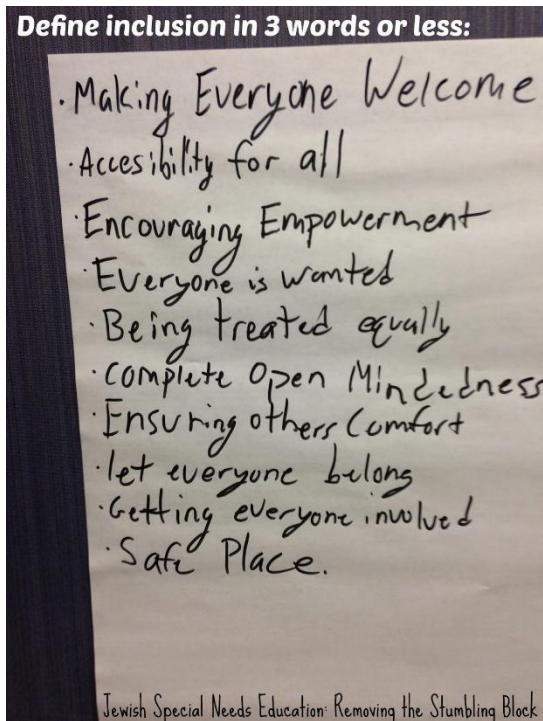 Define inclusion in 3 words or less:
· Making Everyone Welcome
· Accesibility for all
· Encouraging Empowerment
· Everyone is wanted
· Being treated equally
· Complete Open Mindedness
· Ensuring others Comfort
· let everyone belong
· Getting everyone involved
· Safe Place.
Jewish Special Needs Education: Removing the Stumbling Block